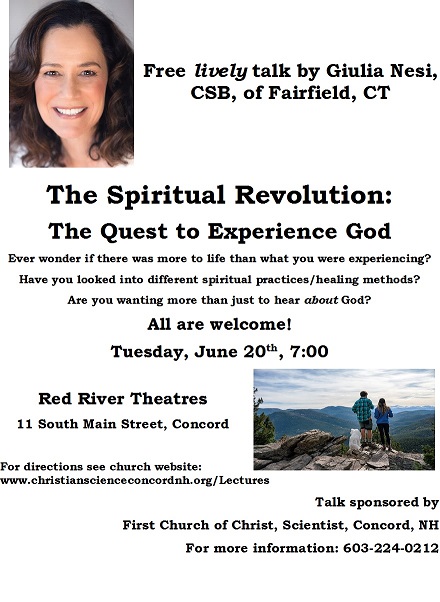 Free lively talk by Giulia Nesi,
CSB, of Fairfield, CT
The Spiritual Revolution:
The Quest to Experience God
Ever wonder if there was more to life than what you were experiencing?
Have you looked into different spiritual practices/healing methods?
Are you wanting more than just to hear about God?
All are welcome!
Tuesday, June 20th, 7:00
Red River Theatres
11 South Main Street, Concord
For directions see church website:
www.christianscienceconcordnh.org/Lectures
Talk sponsored by
First Church of Christ, Scientist, Concord, NH
For more information: 603-224-0212